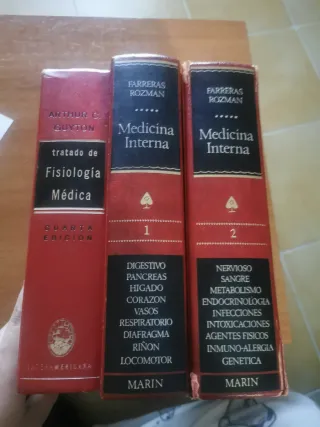 ARTHUR C.
GUYTON
tratado de
Fisiología
Médica
CUARTA
EDICION
INTERAMERICANA
FARRERAS
ROZMAN
Medicina
Interna
1
DIGESTIVO
PANCREAS
HIGADO
CORAZON
VASOS
RESPIRATORIO
DIAFRAGMA
RIÑON
LOCOMOTOR
MARIN
FARRERAS
ROZMAN
Medicina
Interna
2
NERVIOSO
SANGRE
METABOLISMO
ENDOCRINOLOGIA
INFECCIONES
INTOXICACIONES
AGENTES FISICOS
INMUNO-ALERGIA
GENETICA
MARIN